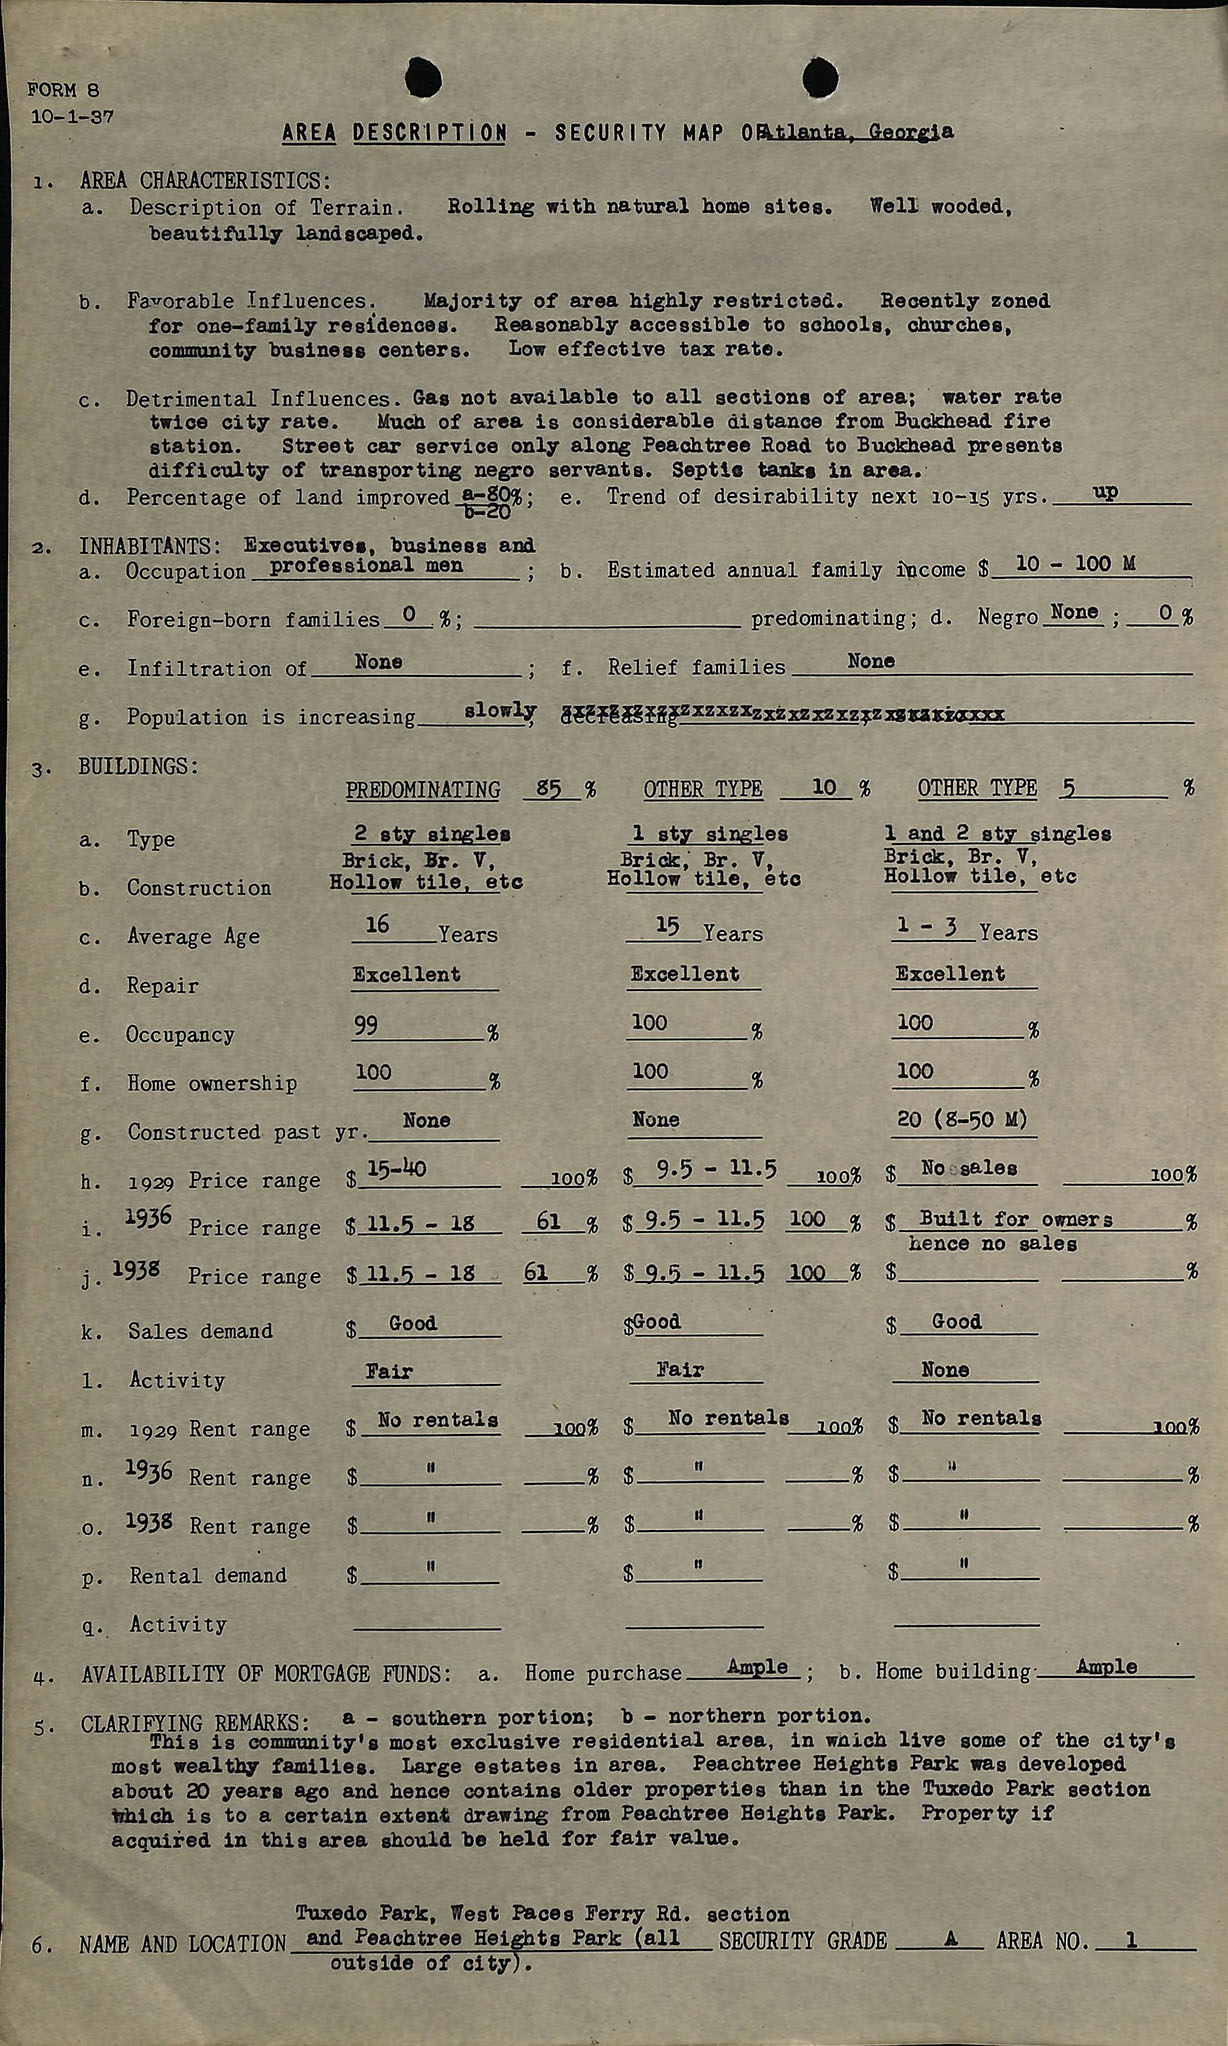 FORM 8
10-1-37
AREA DESCRIPTION - SECURITY MAP OF Atlanta, Georgia
1. AREA CHARACTERISTICS:
a. Description of Terrain. Rolling with natural home sites. Well wooded,
beautifully landscaped.
b. Favorable Influences. Majority of area highly restricted. Recently zoned
for one-family residences. Reasonably accessible to schools, churches,
community business centers. Low effective tax rate.
c. Detrimental Influences. Gas not available to all sections of area; water rate
twice city rate. Much of area is considerable distance from Buckhead fire
station. Street car service only along Peachtree Road to Buckhead presents
difficulty of transporting negro servants. Septic tanks in area.
d. Percentage of land improved a-80%; e. Trend of desirability next 10-15 yrs. up
b-20
2. INHABITANTS: Executives, business and
a. Occupation professional men ; b. Estimated annual family income $ 10 - 100 M
c. Foreign-born families 0 %; predominating; d. Negro None ; 0 %
e. Infiltration of None ; f. Relief families None
g. Population is increasing slowly; decreasing
3. BUILDINGS:
PREDOMINATING 85 % OTHER TYPE 10 % OTHER TYPE 5 %
a. Type 2 sty singles 1 sty singles 1 and 2 sty singles
Brick, Br. V, Brick, Br. V, Brick, Br. V,
b. Construction Hollow tile, etc Hollow tile, etc Hollow tile, etc
c. Average Age 16 Years 15 Years 1 - 3 Years
d. Repair Excellent Excellent Excellent
e. Occupancy 99 % 100 % 100 %
f. Home ownership 100 % 100 % 100 %
g. Constructed past yr. None None 20 (8-50 M)
h. 1929 Price range $ 15-40 100% $ 9.5 - 11.5 100% $ No sales 100%
i. 1936 Price range $ 11.5 - 18 61 % $ 9.5 - 11.5 100 % $ Built for owners %
hence no sales
j. 1938 Price range $ 11.5 - 18 61 % $ 9.5 - 11.5 100 % $ %
k. Sales demand $ Good $Good $ Good
l. Activity Fair Fair None
m. 1929 Rent range $ No rentals 100% $ No rentals 100% $ No rentals 100%
n. 1936 Rent range $ " % $ " % $ " %
o. 1938 Rent range $ " % $ " % $ " %
p. Rental demand $ " $ " $ "
q. Activity
4. AVAILABILITY OF MORTGAGE FUNDS: a. Home purchase Ample ; b. Home building Ample
5. CLARIFYING REMARKS: a - southern portion; b - northern portion.
This is community's most exclusive residential area, in which live some of the city's
most wealthy families. Large estates in area. Peachtree Heights Park was developed
about 20 years ago and hence contains older properties than in the Tuxedo Park section
which is to a certain extent drawing from Peachtree Heights Park. Property if
acquired in this area should be held for fair value.
Tuxedo Park, West Paces Ferry Rd. section
6. NAME AND LOCATION and Peachtree Heights Park (all SECURITY GRADE A AREA NO. 1
outside of city).